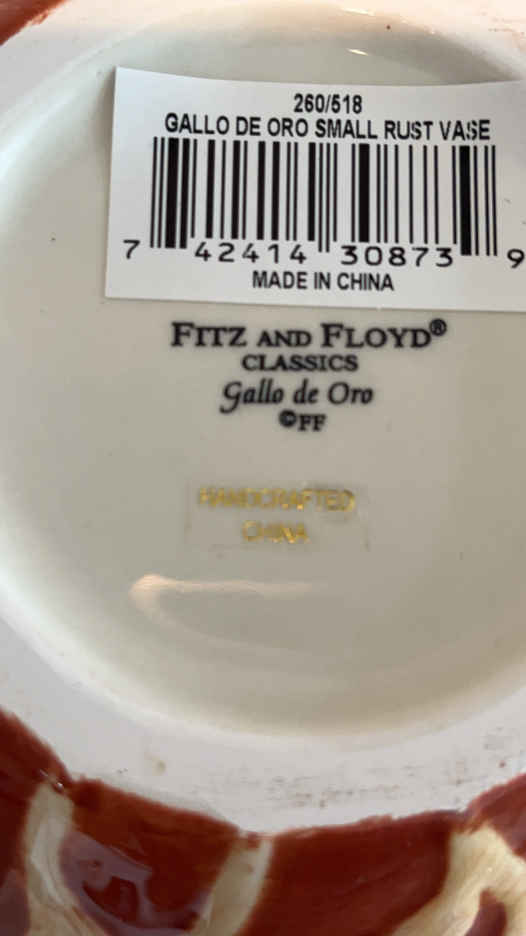 260/518
GALLO DE ORO SMALL RUST VASE
7 42414 30873 9
MADE IN CHINA
FITZ AND FLOYD®
CLASSICS
Gallo de Oro
©FF
HANDCRAFTED
CHINA